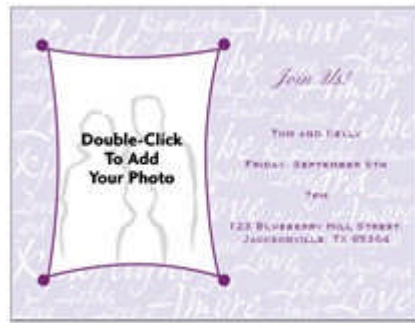 Join Us!
Double-Click
To Add
Your Photo
Tom and Kelly
Friday, September 5th
7pm
123 Blueberry Hill Street
Jacksonville, TX 85364